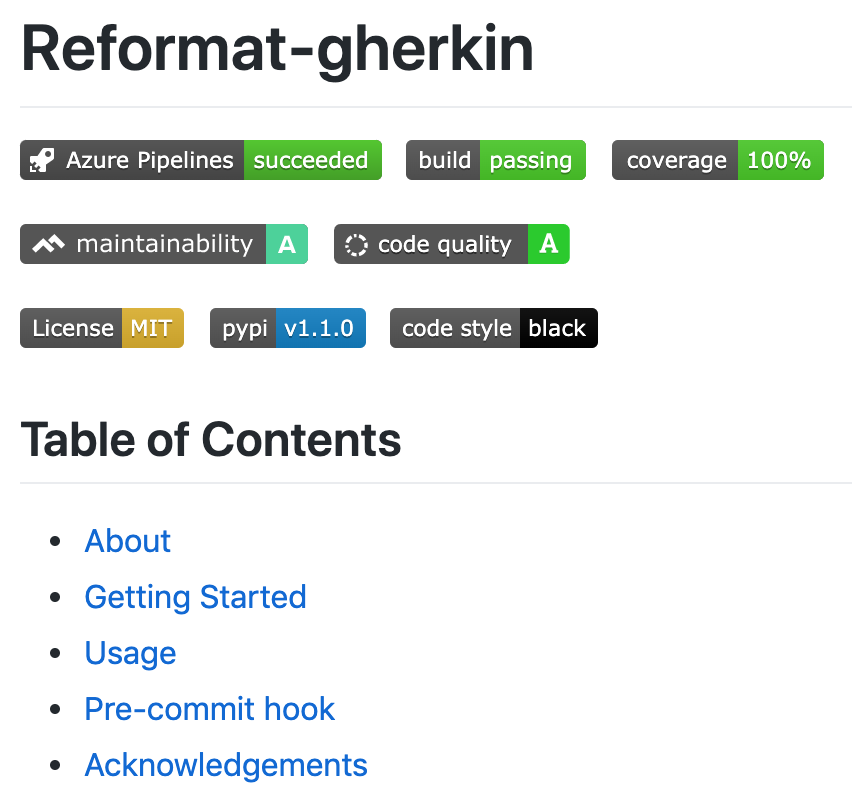 Reformat-gherkin
Azure Pipelines succeeded build passing coverage 100%
maintainability A code quality A
License MIT pypi v1.1.0 code style black
Table of Contents
About
Getting Started
Usage
Pre-commit hook
Acknowledgements